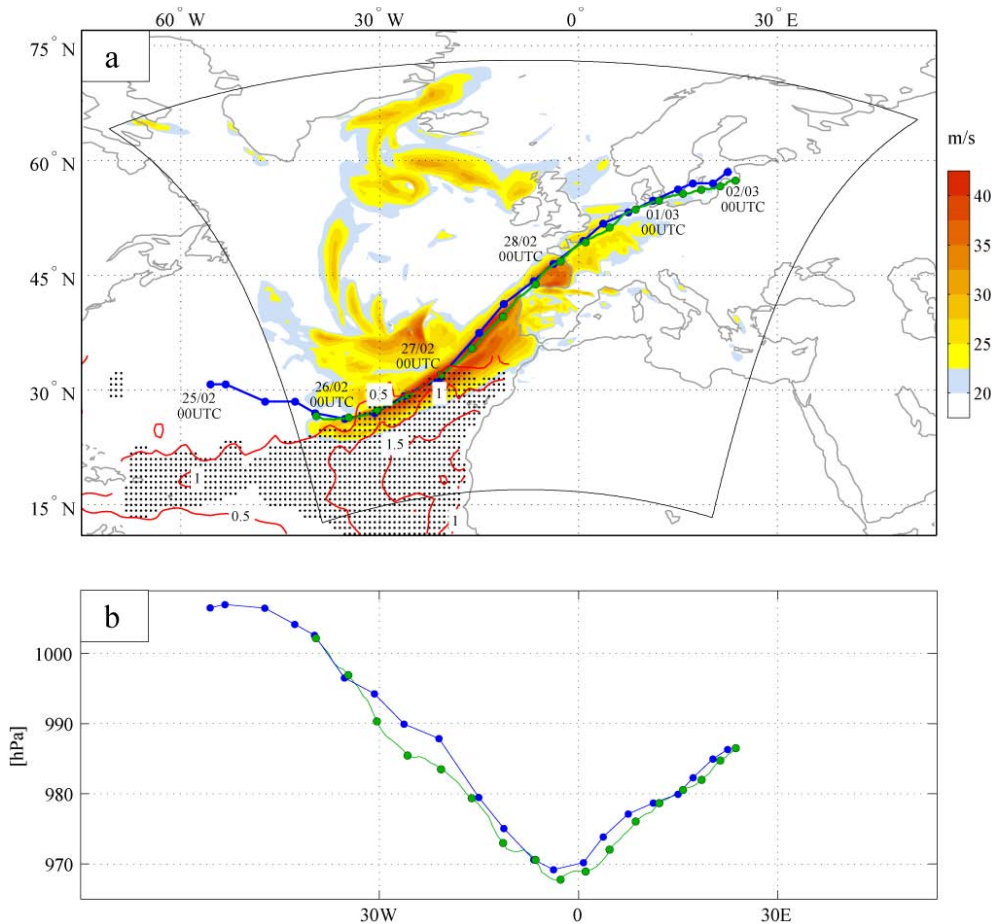 60° W 30° W 0° 30° E
75° N
a
m/s
60° N
45° N
30° N
15° N
40
35
30
25
20
02/03
00UTC
01/03
00UTC
28/02
00UTC
27/02
00UTC
26/02
00UTC
25/02
00UTC
0.5
1
1.5
1
0.5
1
b
[hPa]
1000
990
980
970
30W 0 30E